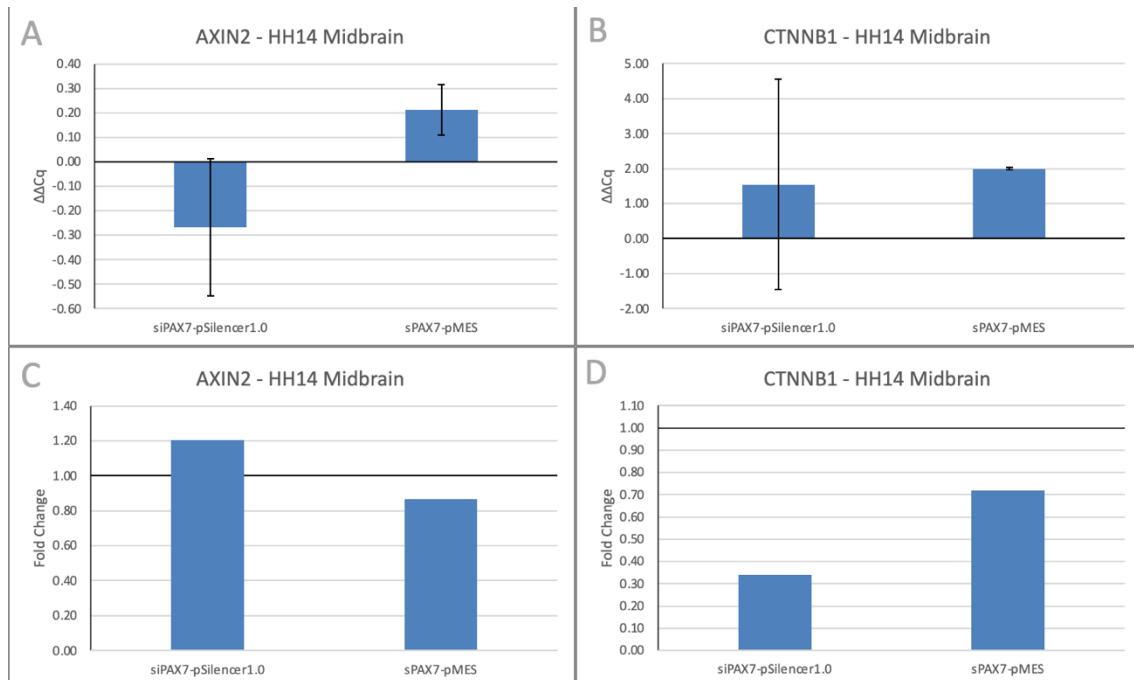 A
AXIN2 - HH14 Midbrain
0.40
0.30
0.20
0.10
0.00
-0.10
-0.20
-0.30
-0.40
-0.50
-0.60
ΔΔCq
siPAX7-pSilencer1.0
sPAX7-pMES
B
CTNNB1 - HH14 Midbrain
5.00
4.00
3.00
2.00
1.00
0.00
-1.00
-2.00
ΔΔCq
siPAX7-pSilencer1.0
sPAX7-pMES
C
AXIN2 - HH14 Midbrain
1.40
1.20
1.00
0.80
0.60
0.40
0.20
0.00
Fold Change
siPAX7-pSilencer1.0
sPAX7-pMES
D
CTNNB1 - HH14 Midbrain
1.10
1.00
0.90
0.80
0.70
0.60
0.50
0.40
0.30
0.20
0.10
0.00
Fold Change
siPAX7-pSilencer1.0
sPAX7-pMES